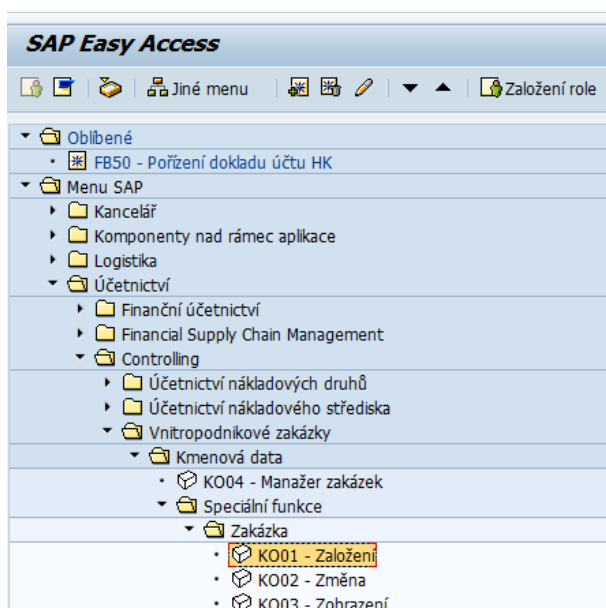 SAP Easy Access
Jiné menu Založení role
Oblíbené
FB50 - Pořízení dokladu účtu HK
Menu SAP
Kancelář
Komponenty nad rámec aplikace
Logistika
Účetnictví
Finanční účetnictví
Financial Supply Chain Management
Controlling
Účetnictví nákladových druhů
Účetnictví nákladového střediska
Vnitropodnikové zakázky
Kmenová data
KO04 - Manažer zakázek
Speciální funkce
Zakázka
KO01 - Založení
KO02 - Změna
KO03 - Zobrazení